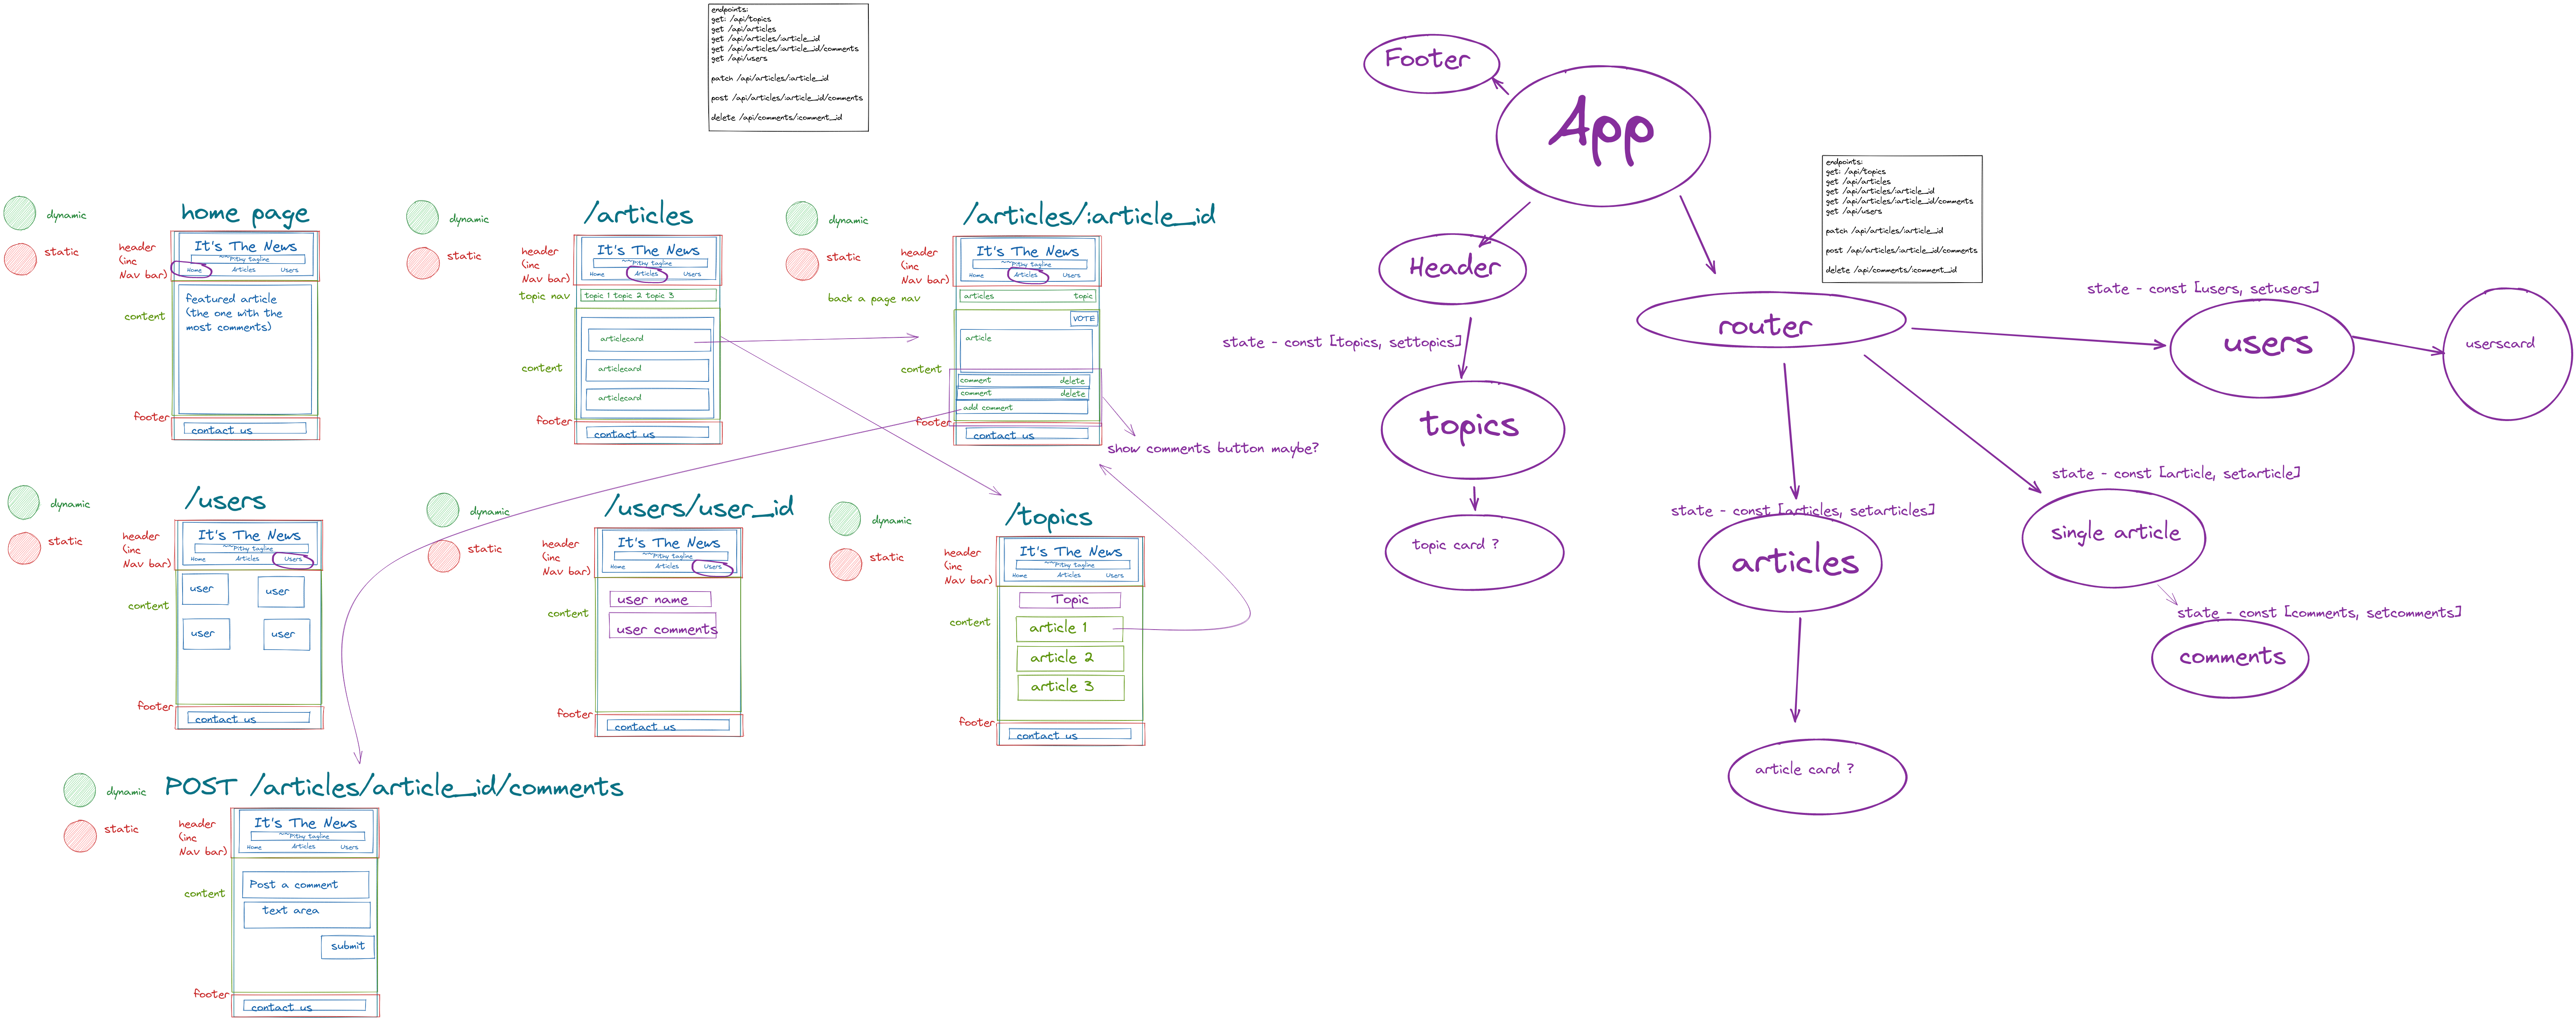 endpoints:
get: /api/topics
get /api/articles
get /api/articles/:article_id
get /api/articles/:article_id/comments
get /api/users
patch /api/articles/:article_id
post /api/articles/:article_id/comments
delete /api/comments/:comment_id
dynamic
static
home page
header
(inc
Nav bar)
It's The News
~~Pithy tagline
Home Articles Users
content
featured article
(the one with the
most comments)
footer
contact us
dynamic
static
/articles
header
(inc
Nav bar)
It's The News
~~Pithy tagline
Home Articles Users
topic nav
topic 1 topic 2 topic 3
content
articlecard
articlecard
articlecard
footer
contact us
dynamic
static
/articles/:article_id
header
(inc
Nav bar)
It's The News
~~Pithy tagline
Home Articles Users
back a page nav
articles topic
VOTE
article
content
comment delete
comment delete
add comment
footer
contact us
show comments button maybe?
dynamic
static
/users
header
(inc
Nav bar)
It's The News
~~Pithy tagline
Home Articles Users
content
user user
user user
footer
contact us
dynamic
static
/users/user_id
header
(inc
Nav bar)
It's The News
~~Pithy tagline
Home Articles Users
content
user name
user comments
footer
contact us
dynamic
static
/topics
header
(inc
Nav bar)
It's The News
~~Pithy tagline
Home Articles Users
content
Topic
article 1
article 2
article 3
footer
contact us
dynamic
static
POST /articles/article_id/comments
header
(inc
Nav bar)
It's The News
~~Pithy tagline
Home Articles Users
content
Post a comment
text area
submit
footer
contact us
Footer
App
Header
state - const [topics, settopics]
topics
topic card ?
endpoints:
get: /api/topics
get /api/articles
get /api/articles/:article_id
get /api/articles/:article_id/comments
get /api/users
patch /api/articles/:article_id
post /api/articles/:article_id/comments
delete /api/comments/:comment_id
router
state - const [users, setusers]
users
userscard
state - const [article, setarticle]
single article
state - const [articles, setarticles]
articles
state - const [comments, setcomments]
comments
article card ?